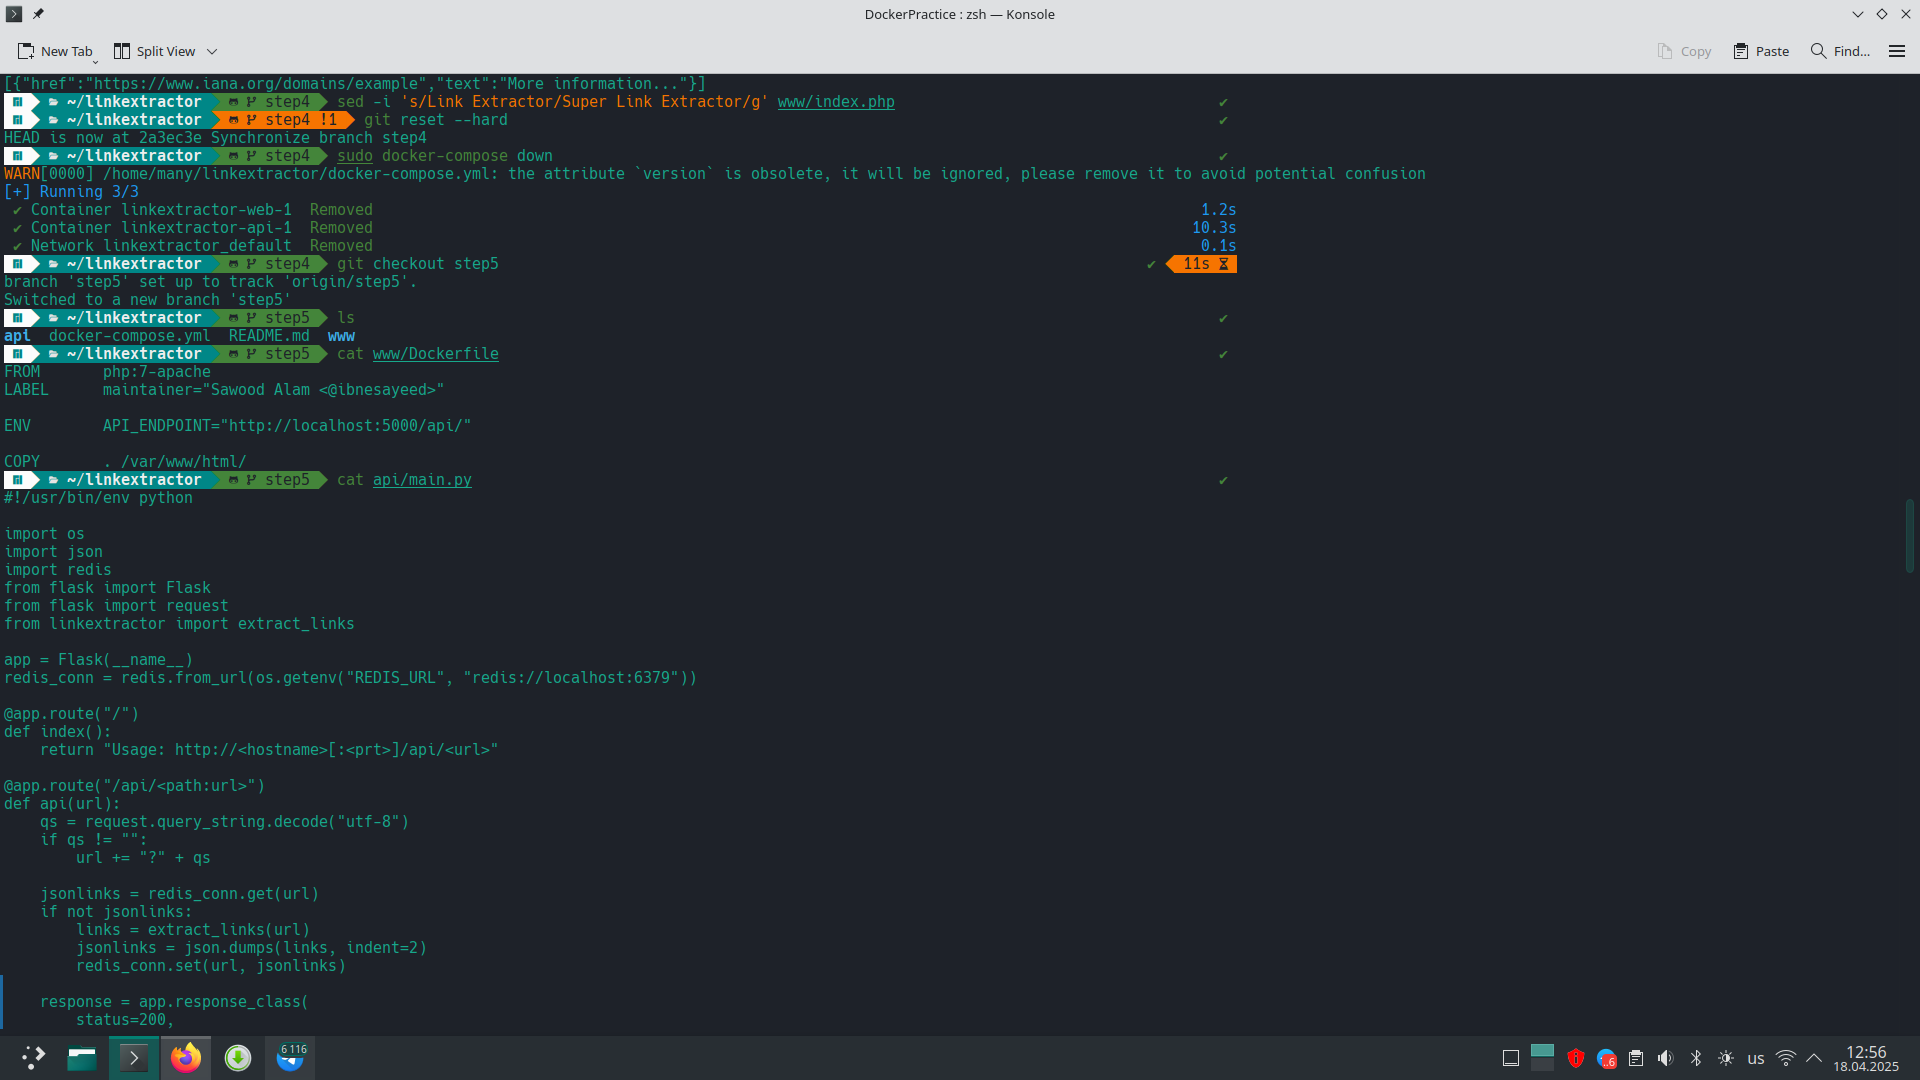 DockerPractice : zsh — Konsole
New Tab Split View Copy Paste Find...
[{"href":"https://www.iana.org/domains/example","text":"More information..."}]
~/linkextractor step4 sed -i 's/Link Extractor/Super Link Extractor/g' www/index.php ✔
~/linkextractor step4 !1 git reset --hard ✔
HEAD is now at 2a3ec3e Synchronize branch step4
~/linkextractor step4 sudo docker-compose down ✔
WARN[0000] /home/many/linkextractor/docker-compose.yml: the attribute `version` is obsolete, it will be ignored, please remove it to avoid potential confusion
[+] Running 3/3
✔ Container linkextractor-web-1 Removed 1.2s
✔ Container linkextractor-api-1 Removed 10.3s
✔ Network linkextractor_default Removed 0.1s
~/linkextractor step4 git checkout step5 ✔ 11s
branch 'step5' set up to track 'origin/step5'.
Switched to a new branch 'step5'
~/linkextractor step5 ls ✔
api docker-compose.yml README.md www
~/linkextractor step5 cat www/Dockerfile ✔
FROM php:7-apache
LABEL maintainer="Sawood Alam <@ibnesayeed>"
ENV API_ENDPOINT="http://localhost:5000/api/"
COPY . /var/www/html/
~/linkextractor step5 cat api/main.py ✔
#!/usr/bin/env python
import os
import json
import redis
from flask import Flask
from flask import request
from linkextractor import extract_links
app = Flask(__name__)
redis_conn = redis.from_url(os.getenv("REDIS_URL", "redis://localhost:6379"))
@app.route("/")
def index():
    return "Usage: http://<hostname>[:<prt>]/api/<url>"
@app.route("/api/<path:url>")
def api(url):
    qs = request.query_string.decode("utf-8")
    if qs != "":
        url += "?" + qs
    jsonlinks = redis_conn.get(url)
    if not jsonlinks:
        links = extract_links(url)
        jsonlinks = json.dumps(links, indent=2)
        redis_conn.set(url, jsonlinks)
    response = app.response_class(
        status=200,
6 116
..6
us
12:56
18.04.2025